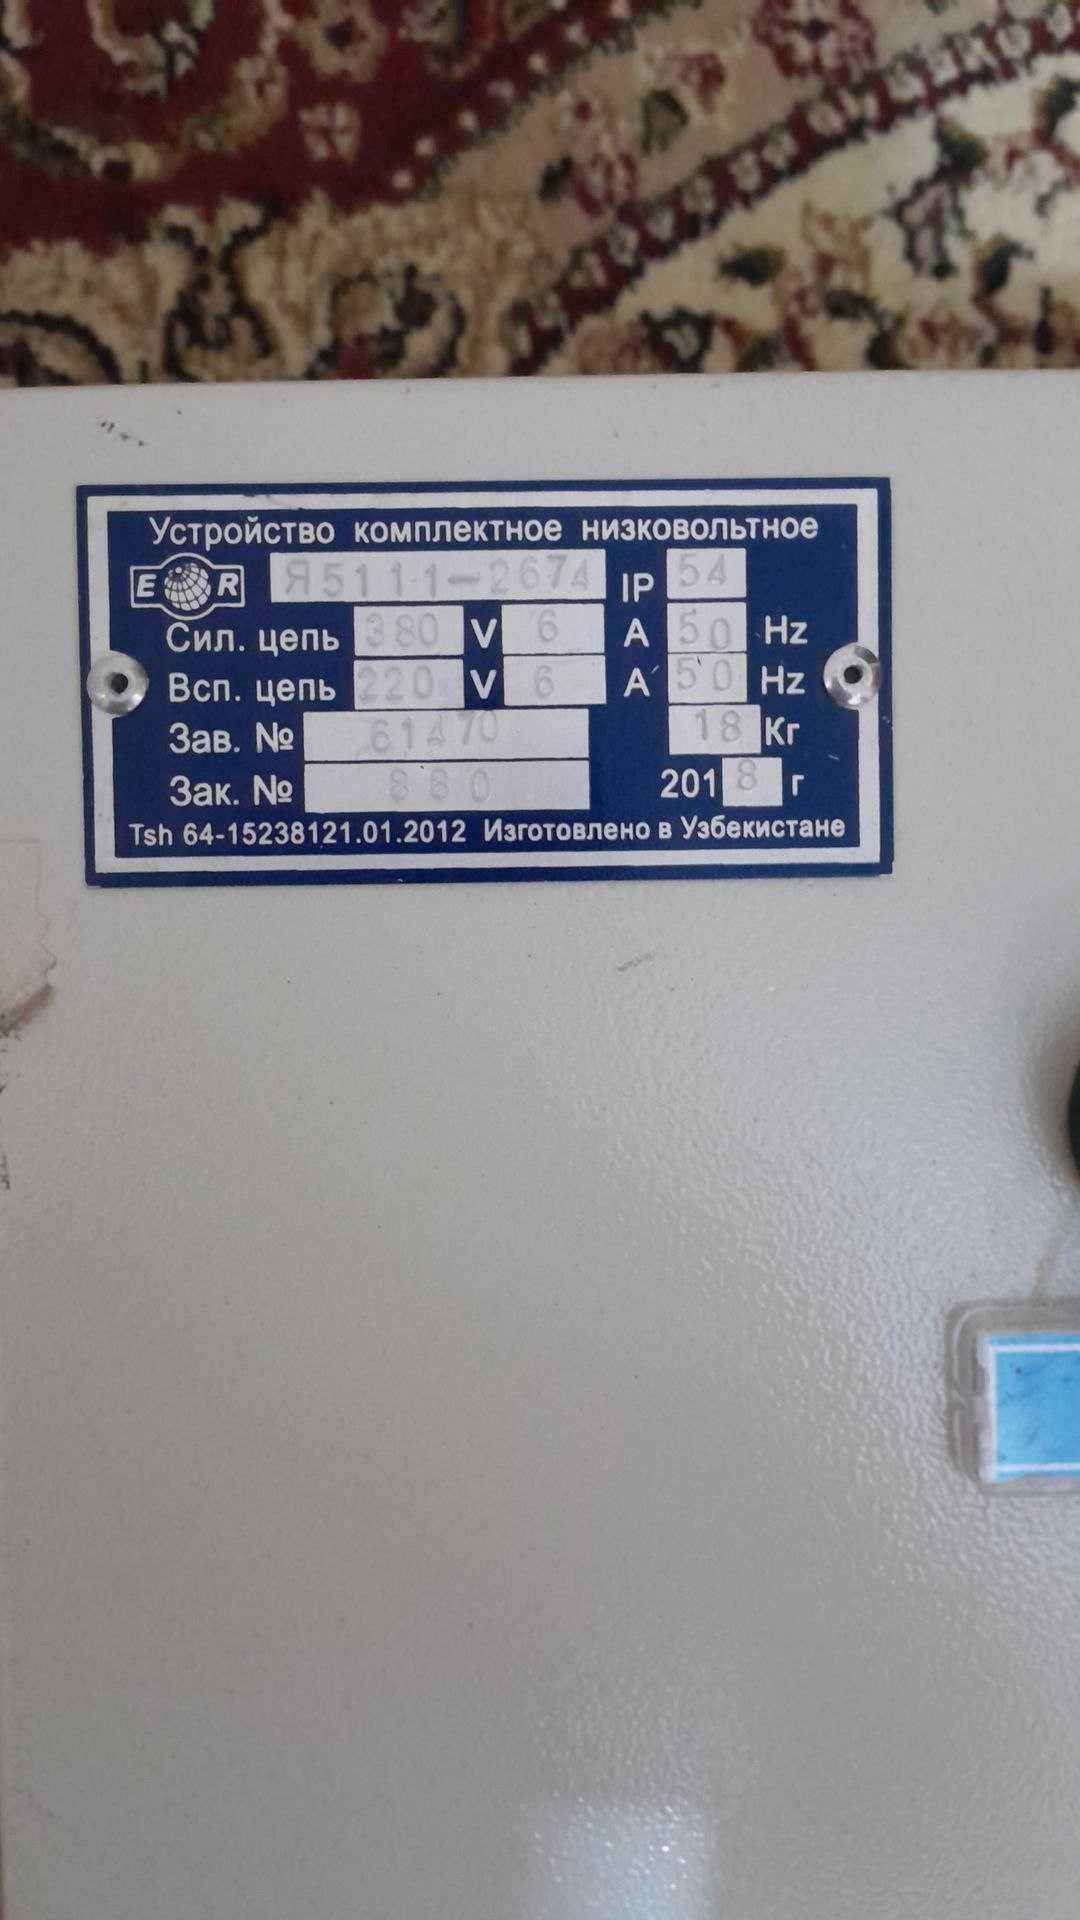 Устройство комплектное низковольтное
E R Я5111-2674 IP 54
Сил. цепь 380 V 6 A 50 Hz
Всп. цепь 220 V 6 A 50 Hz
Зав. № 61470 18 Кг
Зак. № 880 2018 г
Tsh 64-15238121.01.2012 Изготовлено в Узбекистане